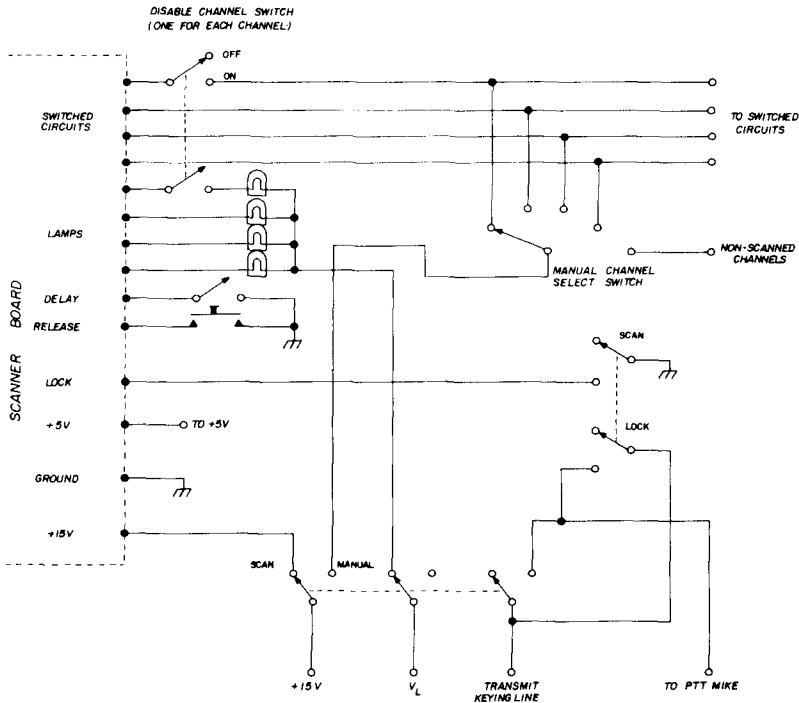 DISABLE CHANNEL SWITCH
(ONE FOR EACH CHANNEL)
OFF
ON
SWITCHED
CIRCUITS
TO SWITCHED
CIRCUITS
LAMPS
NON-SCANNED
CHANNELS
MANUAL CHANNEL
SELECT SWITCH
DELAY
RELEASE
SCANNER BOARD
SCAN
LOCK
LOCK
+5V
TO +5V
GROUND
+15V
SCAN
MANUAL
+15V
VL
TRANSMIT
KEYING LINE
TO PTT MIKE